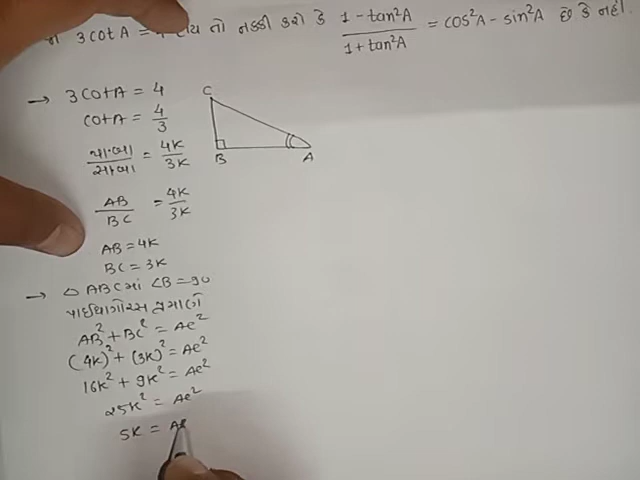 3 cot A = 4 હોય તો નક્કી કરો કે (1 - tan²A)/(1 + tan²A) = cos²A - sin²A છે કે નહીં.
→ 3 cot A = 4
cot A = 4/3
પા.બા/સા.બા = 4K/3K
AB/BC = 4K/3K
AB = 4K
BC = 3K
→ △ ABC માં ∠B = 90
પાઈથાગોરસ પ્રમાણે
AB² + BC² = AC²
(4K)² + (3K)² = AC²
16K² + 9K² = AC²
25K² = AC²
5K = AC
C
B
A